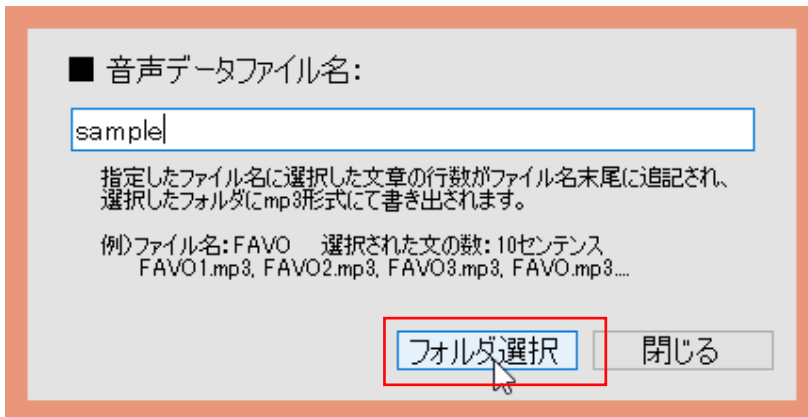 ■ 音声データファイル名:
sample
指定したファイル名に選択した文章の行数がファイル名末尾に追記され、
選択したフォルダにmp3形式にて書き出されます。
例)ファイル名:FAVO 選択された文の数:10センテンス
FAVO1.mp3, FAVO2.mp3, FAVO3.mp3, FAVO.mp3....
フォルダ選択 閉じる